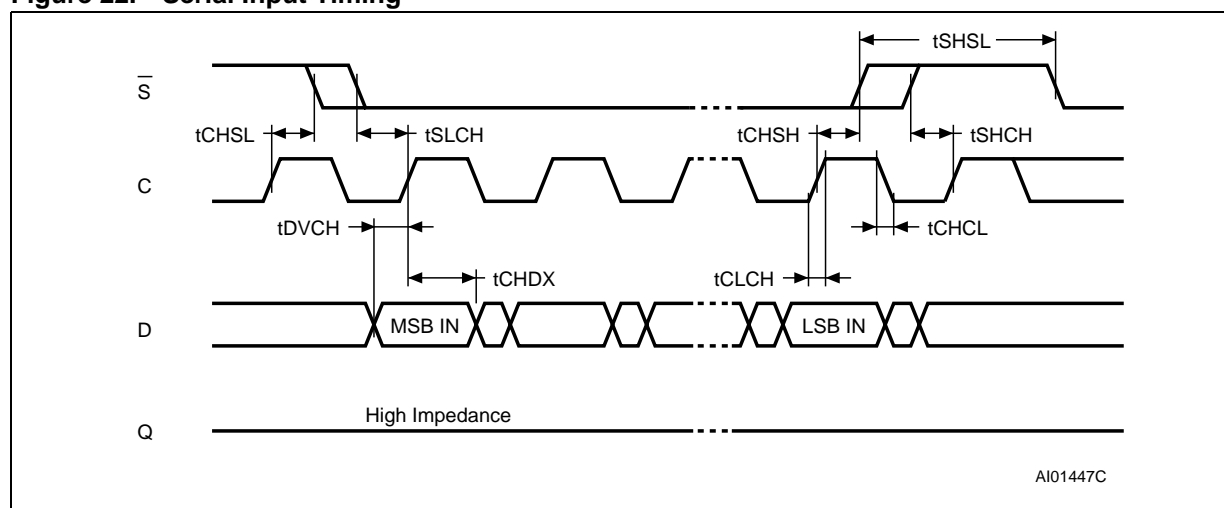 Figure 22. Serial Input Timing
tSHSL
S
tCHSL
tSLCH
tCHSH
tSHCH
C
tDVCH
tCHCL
tCHDX
tCLCH
D
MSB IN
LSB IN
High Impedance
Q
AI01447C